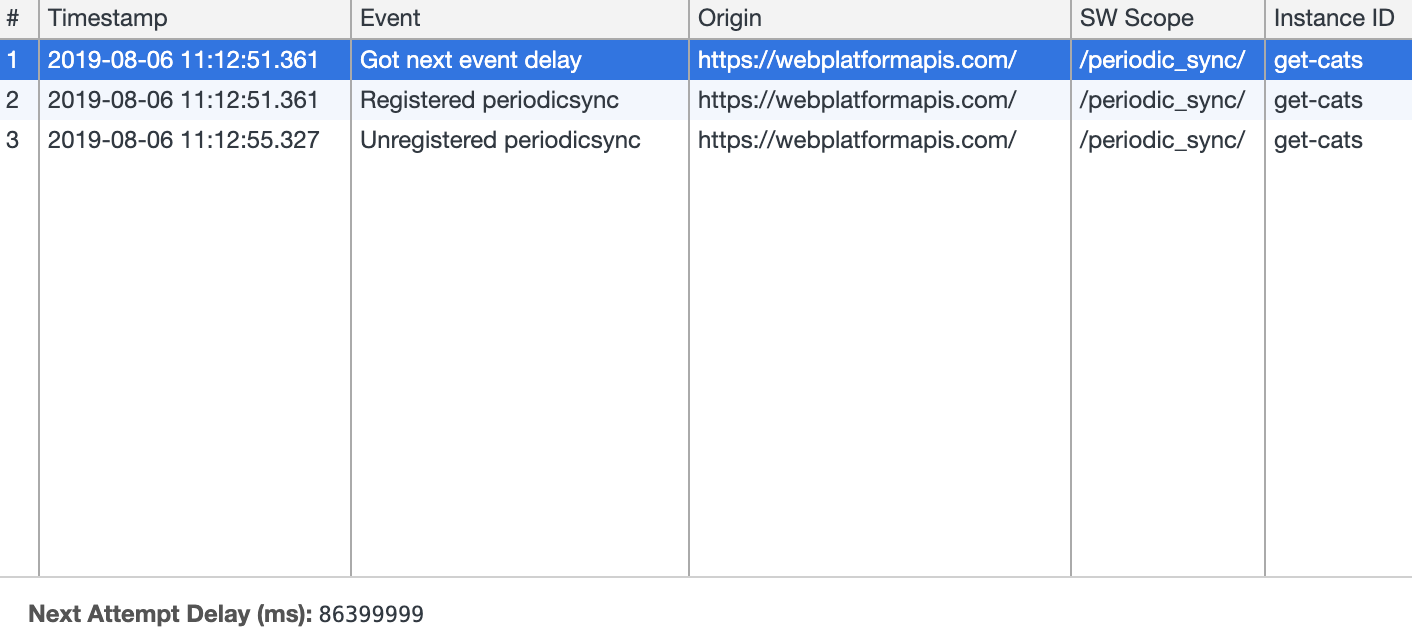 # Timestamp Event Origin SW Scope Instance ID
1 2019-08-06 11:12:51.361 Got next event delay https://webplatformapis.com/ /periodic_sync/ get-cats
2 2019-08-06 11:12:51.361 Registered periodicsync https://webplatformapis.com/ /periodic_sync/ get-cats
3 2019-08-06 11:12:55.327 Unregistered periodicsync https://webplatformapis.com/ /periodic_sync/ get-cats
Next Attempt Delay (ms): 86399999